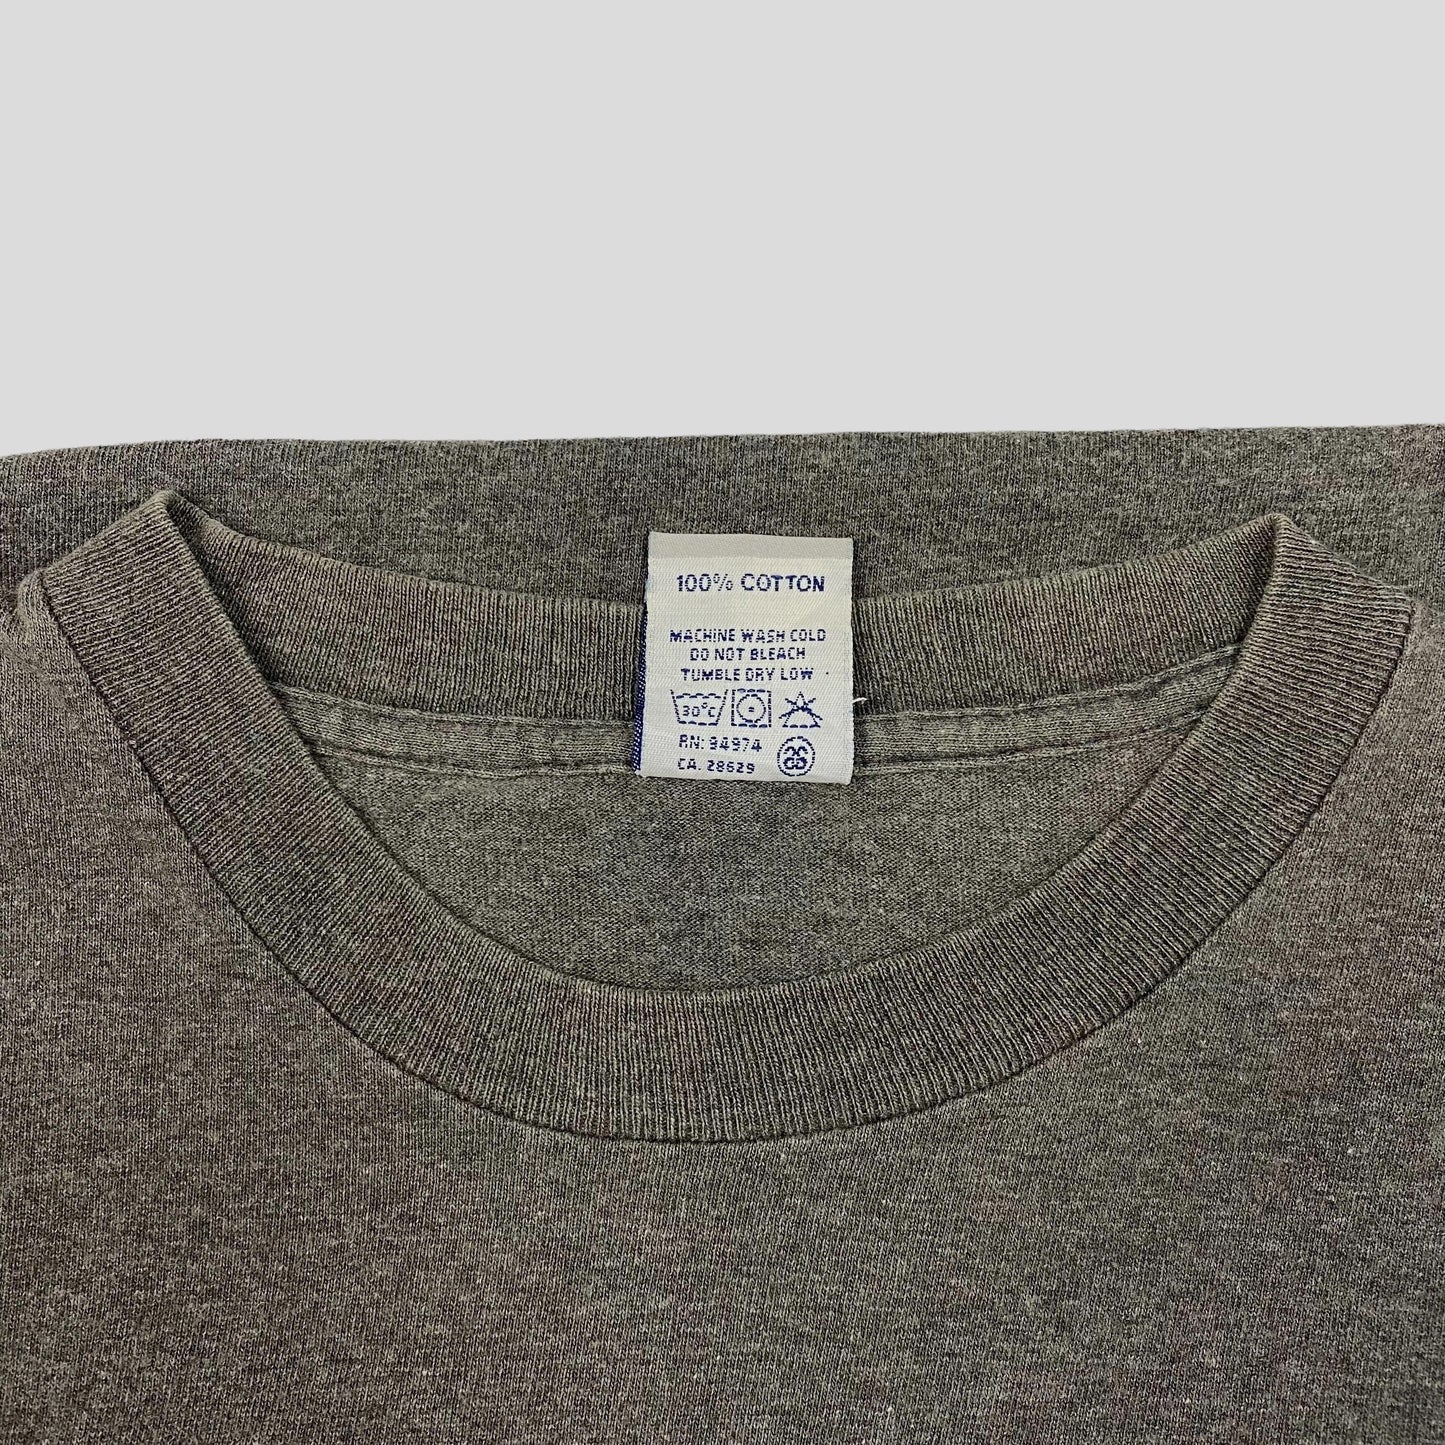 100% COTTON
MACHINE WASH COLD
DO NOT BLEACH
TUMBLE DRY LOW
30°C
RN: 94974
CA. 28629